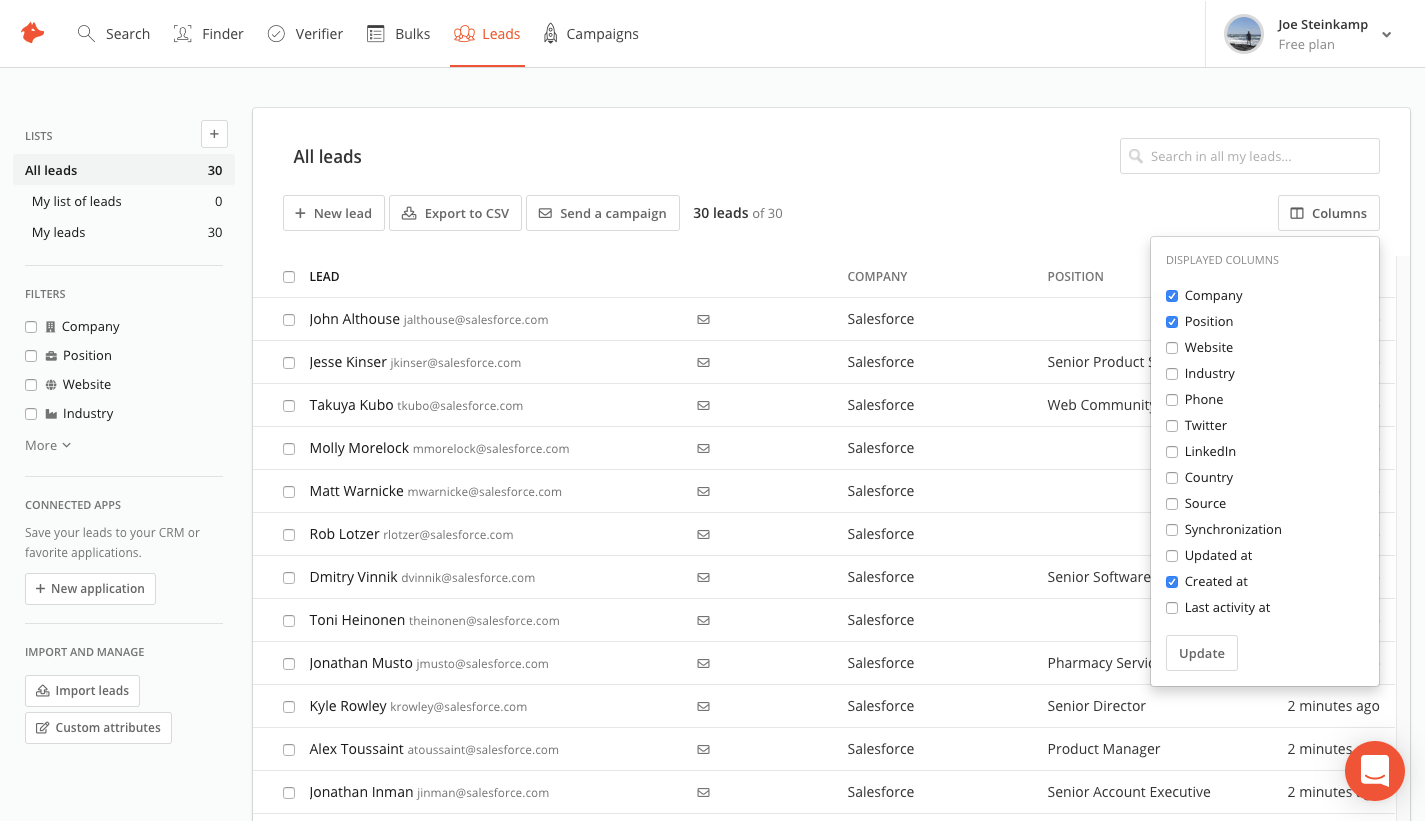 Search Finder Verifier Bulks Leads Campaigns
Joe Steinkamp
Free plan
LISTS +
All leads 30
My list of leads 0
My leads 30
FILTERS
Company
Position
Website
Industry
More
CONNECTED APPS
Save your leads to your CRM or
favorite applications.
+ New application
IMPORT AND MANAGE
Import leads
Custom attributes
All leads
Search in all my leads...
+ New lead Export to CSV Send a campaign 30 leads of 30 Columns
LEAD COMPANY POSITION
John Althouse jalthouse@salesforce.com Salesforce
Jesse Kinser jkinser@salesforce.com Salesforce Senior Product
Takuya Kubo tkubo@salesforce.com Salesforce Web Community
Molly Morelock mmorelock@salesforce.com Salesforce
Matt Warnicke mwarnicke@salesforce.com Salesforce
Rob Lotzer rlotzer@salesforce.com Salesforce
Dmitry Vinnik dvinnik@salesforce.com Salesforce Senior Software
Toni Heinonen theinonen@salesforce.com Salesforce
Jonathan Musto jmusto@salesforce.com Salesforce Pharmacy
Kyle Rowley krowley@salesforce.com Salesforce Senior Director 2 minutes ago
Alex Toussaint atoussaint@salesforce.com Salesforce Product Manager 2 minutes
Jonathan Inman jinman@salesforce.com Salesforce Senior Account Executive 2 minutes
DISPLAYED COLUMNS
Company
Position
Website
Industry
Phone
Twitter
LinkedIn
Country
Source
Synchronization
Updated at
Created at
Last activity at
Update